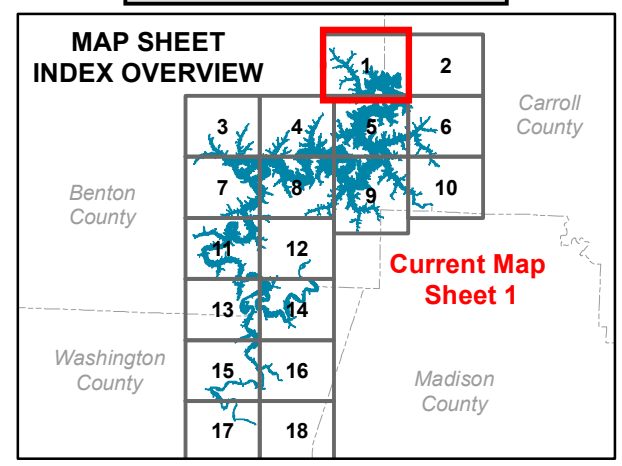 MAP SHEET
INDEX OVERVIEW
1
2
Carroll
County
3
4
5
6
Benton
County
7
8
9
10
11
12
Current Map
Sheet 1
13
14
Washington
County
15
16
Madison
County
17
18